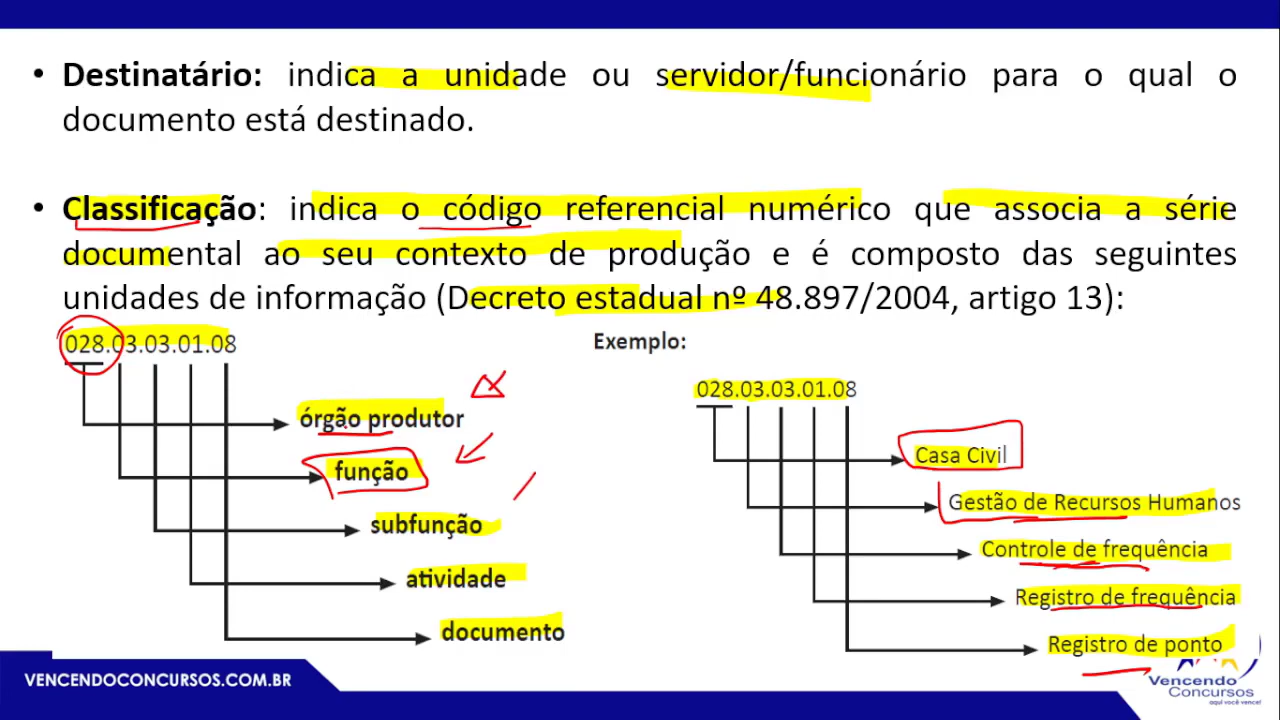 • Destinatário: indica a unidade ou servidor/funcionário para o qual o
documento está destinado.
• Classificação: indica o código referencial numérico que associa a série
documental ao seu contexto de produção e é composto das seguintes
unidades de informação (Decreto estadual nº 48.897/2004, artigo 13):
028.03.03.01.08
órgão produtor
função
subfunção
atividade
documento
Exemplo:
028.03.03.01.08
Casa Civil
Gestão de Recursos Humanos
Controle de frequência
Registro de frequência
Registro de ponto
VENCENDOCONCURSOS.COM.BR
Vencendo
Concursos
aqui você vence!